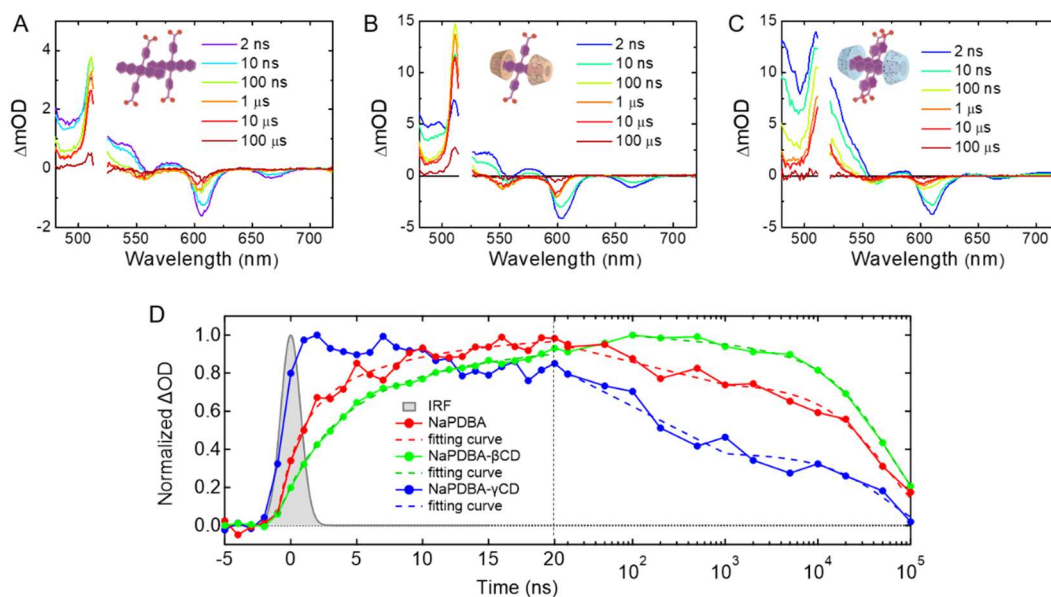 A
B
C
4
2
0
-2
ΔmOD
2 ns
10 ns
100 ns
1 μs
10 μs
100 μs
500
550
600
650
700
Wavelength (nm)
15
10
5
0
-5
ΔmOD
2 ns
10 ns
100 ns
1 μs
10 μs
100 μs
500
550
600
650
700
Wavelength (nm)
15
10
5
0
-5
ΔmOD
2 ns
10 ns
100 ns
1 μs
10 μs
100 μs
500
550
600
650
700
Wavelength (nm)
D
Normalized ΔOD
1.0
0.8
0.6
0.4
0.2
0.0
IRF
NaPDBA
fitting curve
NaPDBA-βCD
fitting curve
NaPDBA-γCD
fitting curve
-5
0
5
10
15
20
10²
10³
10⁴
10⁵
Time (ns)